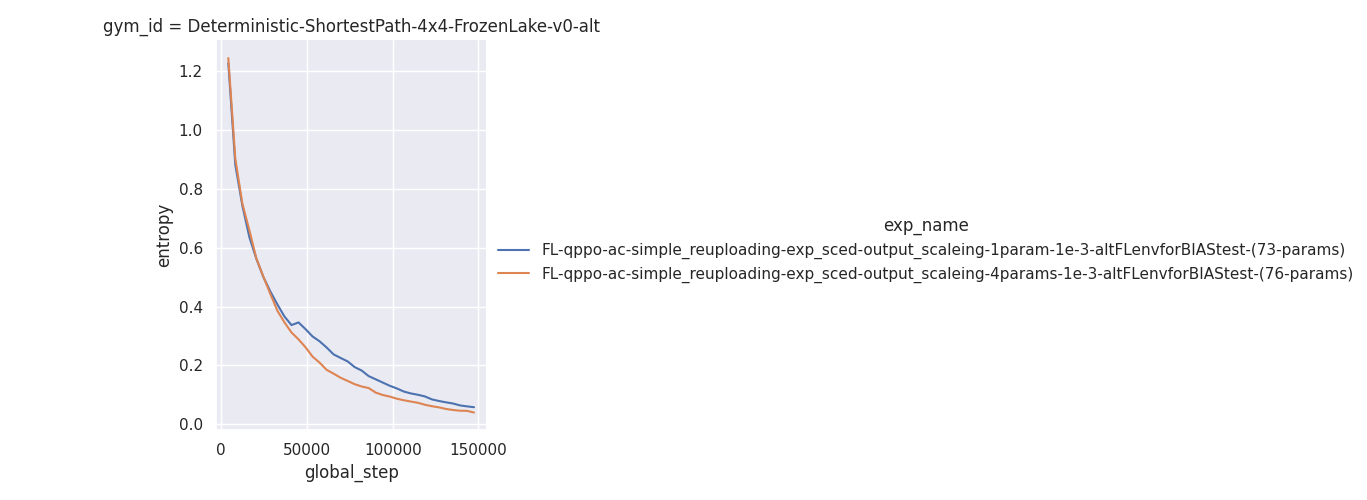 gym_id = Deterministic-ShortestPath-4x4-FrozenLake-v0-alt
1.2
1.0
0.8
0.6
0.4
0.2
0.0
entropy
0 50000 100000 150000
global_step
exp_name
FL-qppo-ac-simple_reuploading-exp_sced-output_scaleing-1param-1e-3-altFLenvforBIAStest-(73-params)
FL-qppo-ac-simple_reuploading-exp_sced-output_scaleing-4params-1e-3-altFLenvforBIAStest-(76-params)